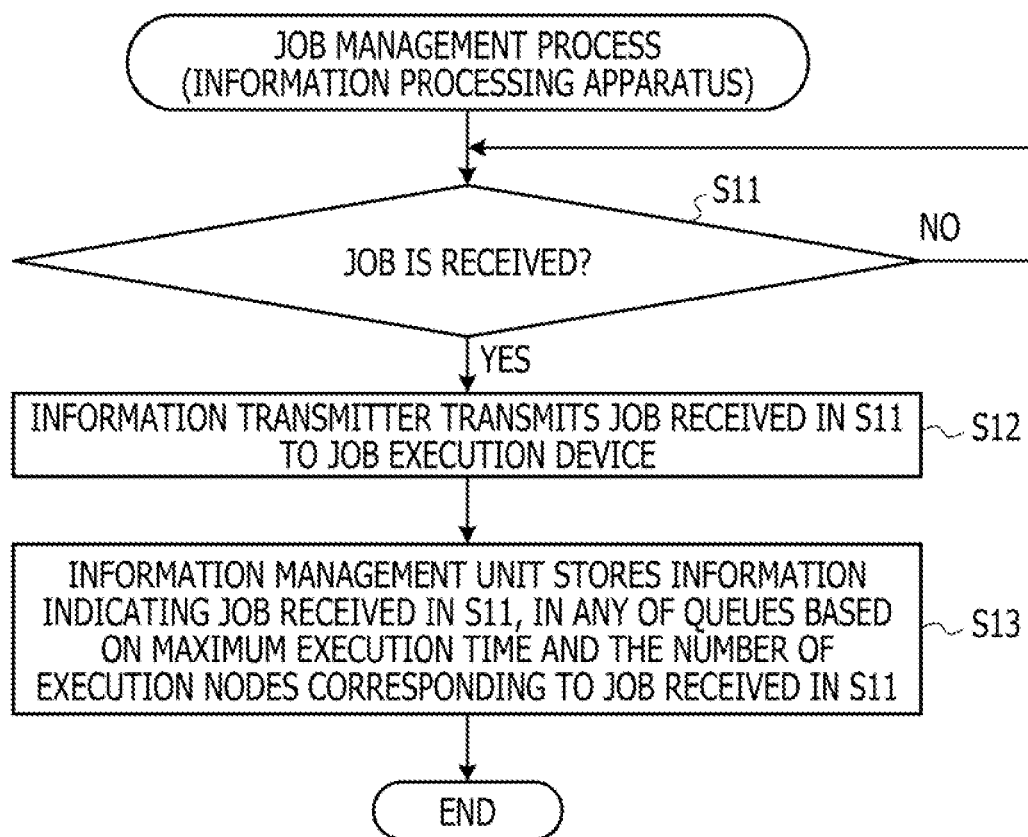 JOB MANAGEMENT PROCESS
(INFORMATION PROCESSING APPARATUS)
S11
NO
JOB IS RECEIVED?
YES
INFORMATION TRANSMITTER TRANSMITS JOB RECEIVED IN S11
TO JOB EXECUTION DEVICE
S12
INFORMATION MANAGEMENT UNIT STORES INFORMATION
INDICATING JOB RECEIVED IN S11, IN ANY OF QUEUES BASED
ON MAXIMUM EXECUTION TIME AND THE NUMBER OF
EXECUTION NODES CORRESPONDING TO JOB RECEIVED IN S11
S13
END